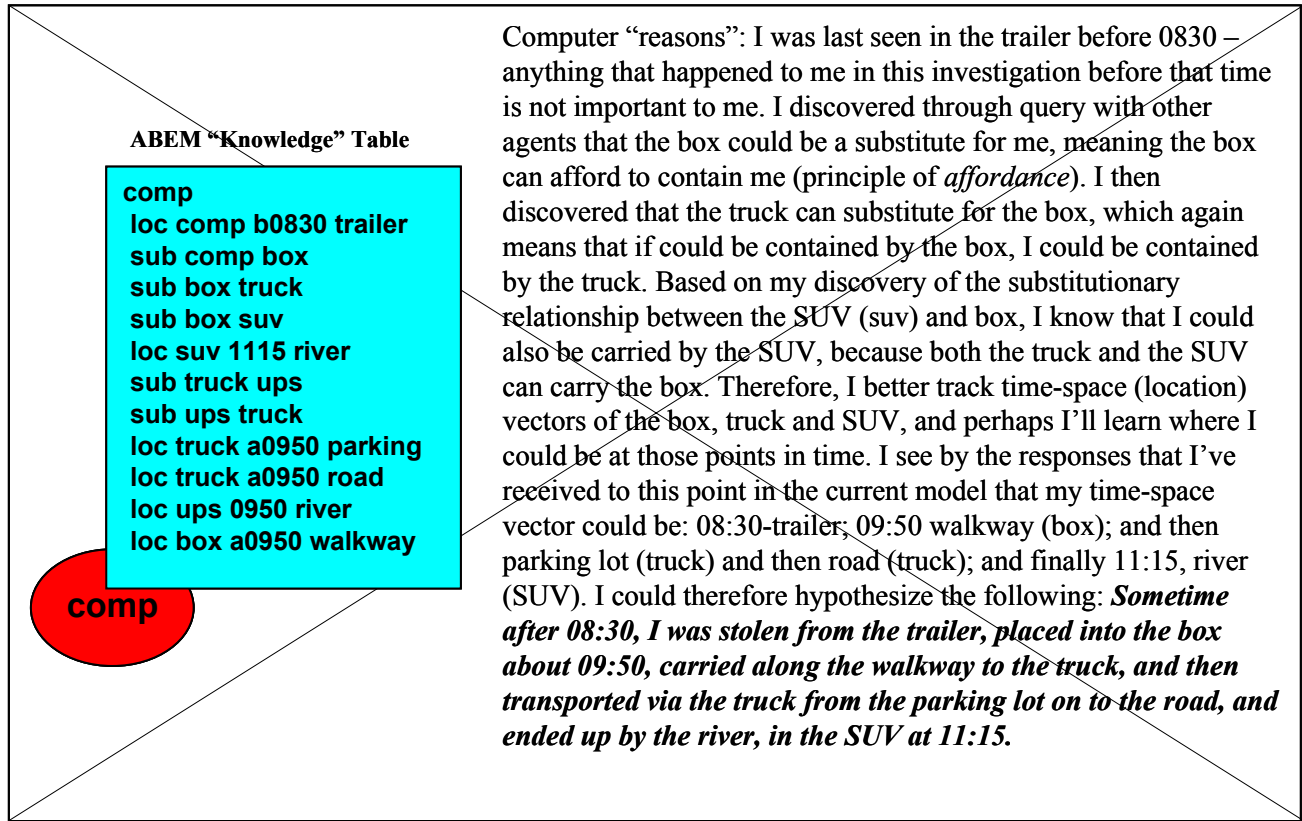 ABEM “Knowledge” Table
comp
loc comp b0830 trailer
sub comp box
sub box truck
sub box suv
loc suv 1115 river
sub truck ups
sub ups truck
loc truck a0950 parking
loc truck a0950 road
loc ups 0950 river
loc box a0950 walkway
comp
Computer “reasons”: I was last seen in the trailer before 0830 –
anything that happened to me in this investigation before that time
is not important to me. I discovered through query with other
agents that the box could be a substitute for me, meaning the box
can afford to contain me (principle of affordance). I then
discovered that the truck can substitute for the box, which again
means that if could be contained by the box, I could be contained
by the truck. Based on my discovery of the substitutionary
relationship between the SUV (suv) and box, I know that I could
also be carried by the SUV, because both the truck and the SUV
can carry the box. Therefore, I better track time-space (location)
vectors of the box, truck and SUV, and perhaps I’ll learn where I
could be at those points in time. I see by the responses that I’ve
received to this point in the current model that my time-space
vector could be: 08:30-trailer; 09:50 walkway (box); and then
parking lot (truck) and then road (truck); and finally 11:15, river
(SUV). I could therefore hypothesize the following: Sometime
after 08:30, I was stolen from the trailer, placed into the box
about 09:50, carried along the walkway to the truck, and then
transported via the truck from the parking lot on to the road, and
ended up by the river, in the SUV at 11:15.